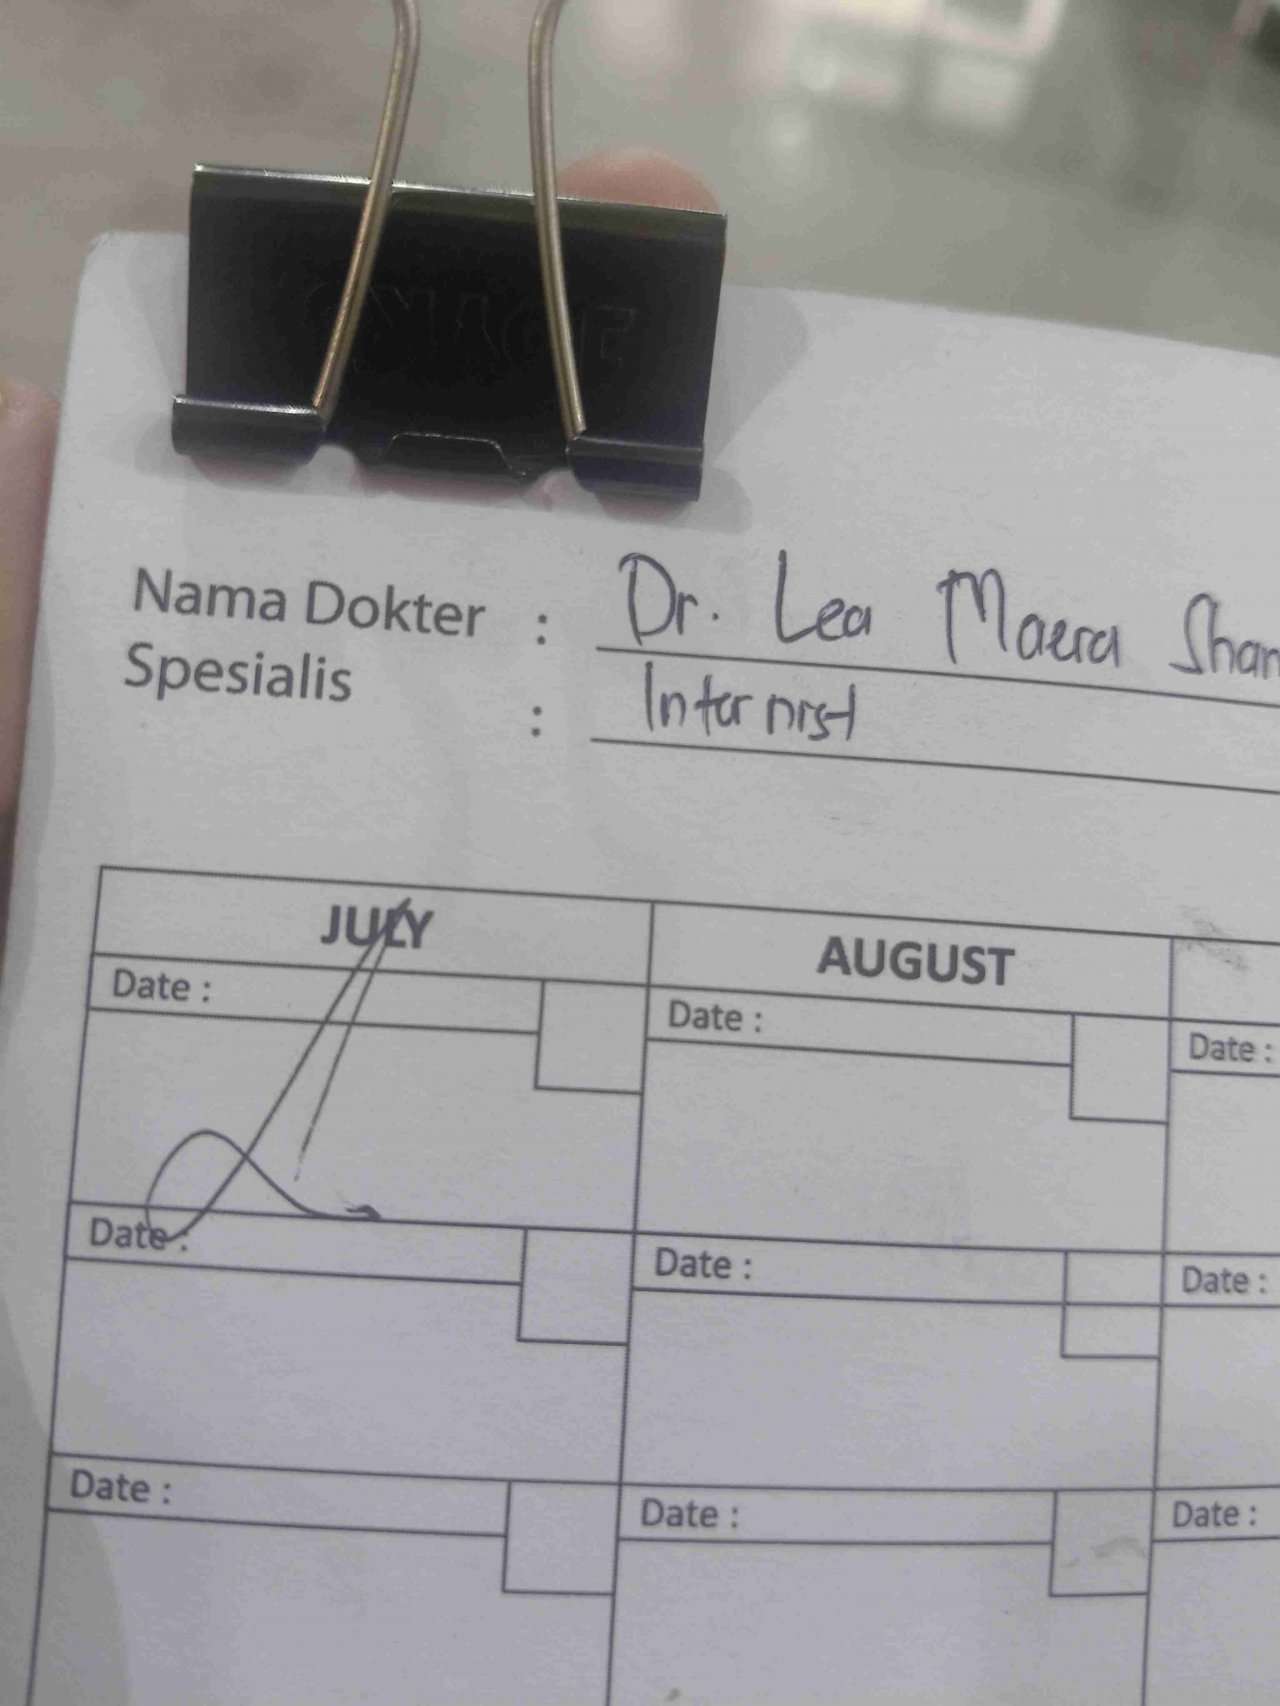 Nama Dokter : Dr. Lea Maera Shan
Spesialis : Internist
JULY AUGUST
Date : Date : Date :
Date : Date : Date :
Date : Date : Date :